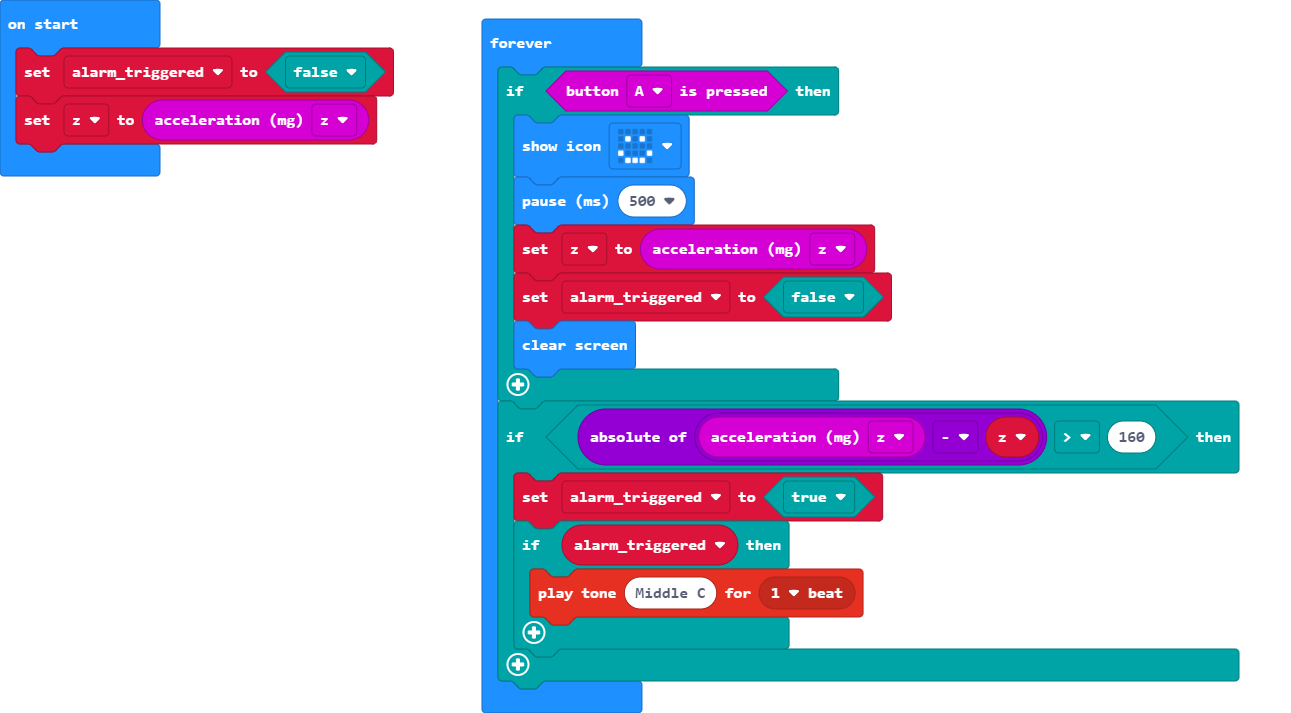 on start
set alarm_triggered to false
set z to acceleration (mg) z
forever
if button A is pressed then
show icon
pause (ms) 500
set z to acceleration (mg) z
set alarm_triggered to false
clear screen
if absolute of acceleration (mg) z - z > 160 then
set alarm_triggered to true
if alarm_triggered then
play tone Middle C for 1 beat